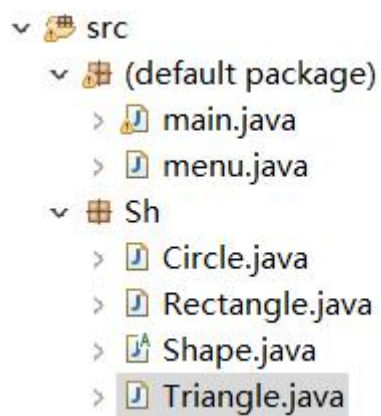 src
(default package)
main.java
menu.java
Sh
Circle.java
Rectangle.java
Shape.java
Triangle.java